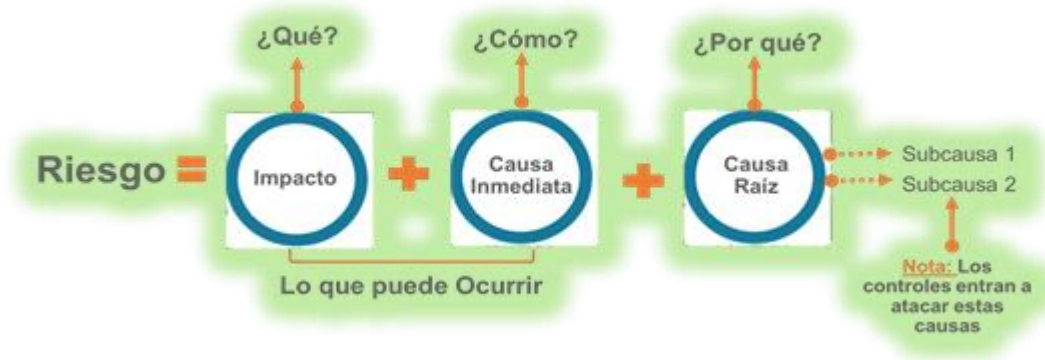 ¿Qué?
¿Cómo?
¿Por qué?
Riesgo =
Impacto
+
Causa
Inmediata
+
Causa
Raíz
Subcausa 1
Subcausa 2
Lo que puede Ocurrir
Nota: Los
controles entran a
atacar estas
causas